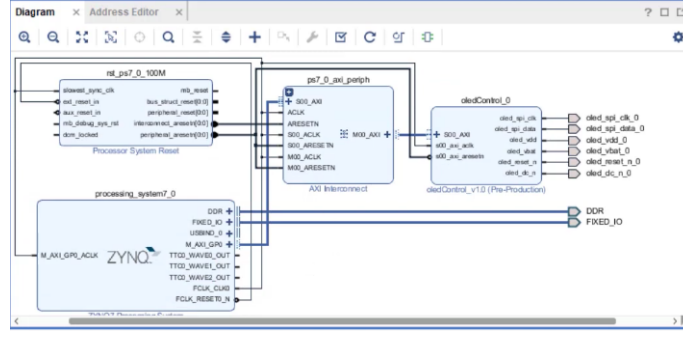 Diagram
Address Editor
rst_ps7_0_100M
slowest_sync_clk
ext_reset_in
aux_reset_in
mb_debug_sys_rst
dcm_locked
mb_reset
bus_struct_reset[0:0]
peripheral_reset[0:0]
interconnect_aresetn[0:0]
peripheral_aresetn[0:0]
Processor System Reset
ps7_0_axi_periph
S00_AXI
ACLK
ARESETN
S00_ACLK
S00_ARESETN
M00_ACLK
M00_ARESETN
M00_AXI
AXI Interconnect
oledControl_0
S00_AXI
s00_axi_aclk
s00_axi_aresetn
oled_spi_clk
oled_spi_data
oled_vdd
oled_vbat
oled_reset_n
oled_dc_n
oledControl_v1.0 (Pre-Production)
oled_spi_clk_0
oled_spi_data_0
oled_vdd_0
oled_vbat_0
oled_reset_n_0
oled_dc_n_0
processing_system7_0
M_AXI_GP0_ACLK
ZYNQ
DDR
FIXED_IO
USBIND_0
M_AXI_GP0
TTC0_WAVE0_OUT
TTC0_WAVE1_OUT
TTC0_WAVE2_OUT
FCLK_CLK0
FCLK_RESET0_N
ZYNQ7 Processing System
DDR
FIXED_IO